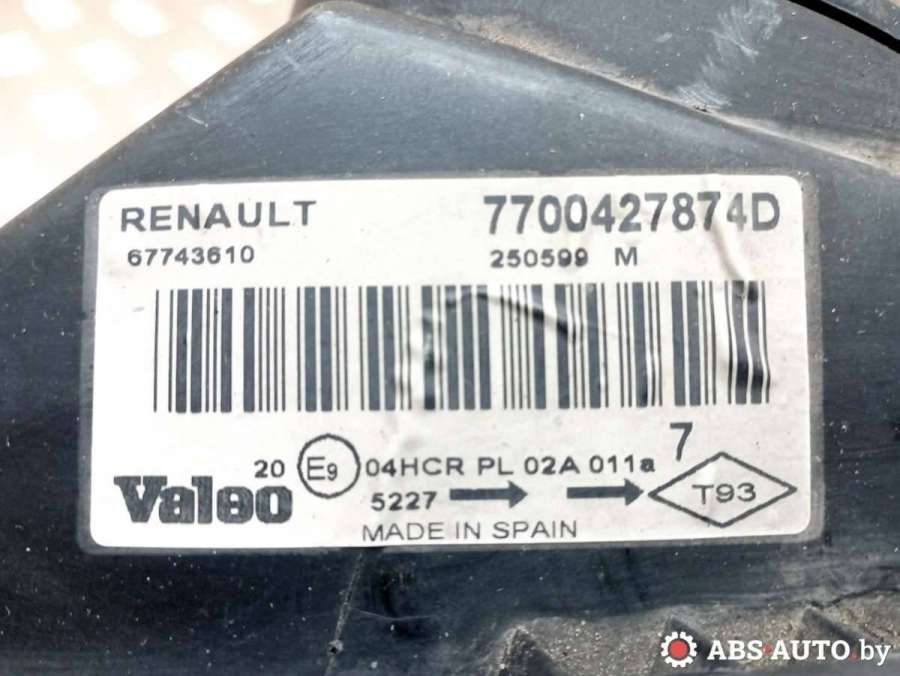 RENAULT 7700427874D
67743610 250599 M
7
20 E9 04HCR PL 02A 011a
Valeo 5227 T93
MADE IN SPAIN
ABS-AUTO.by